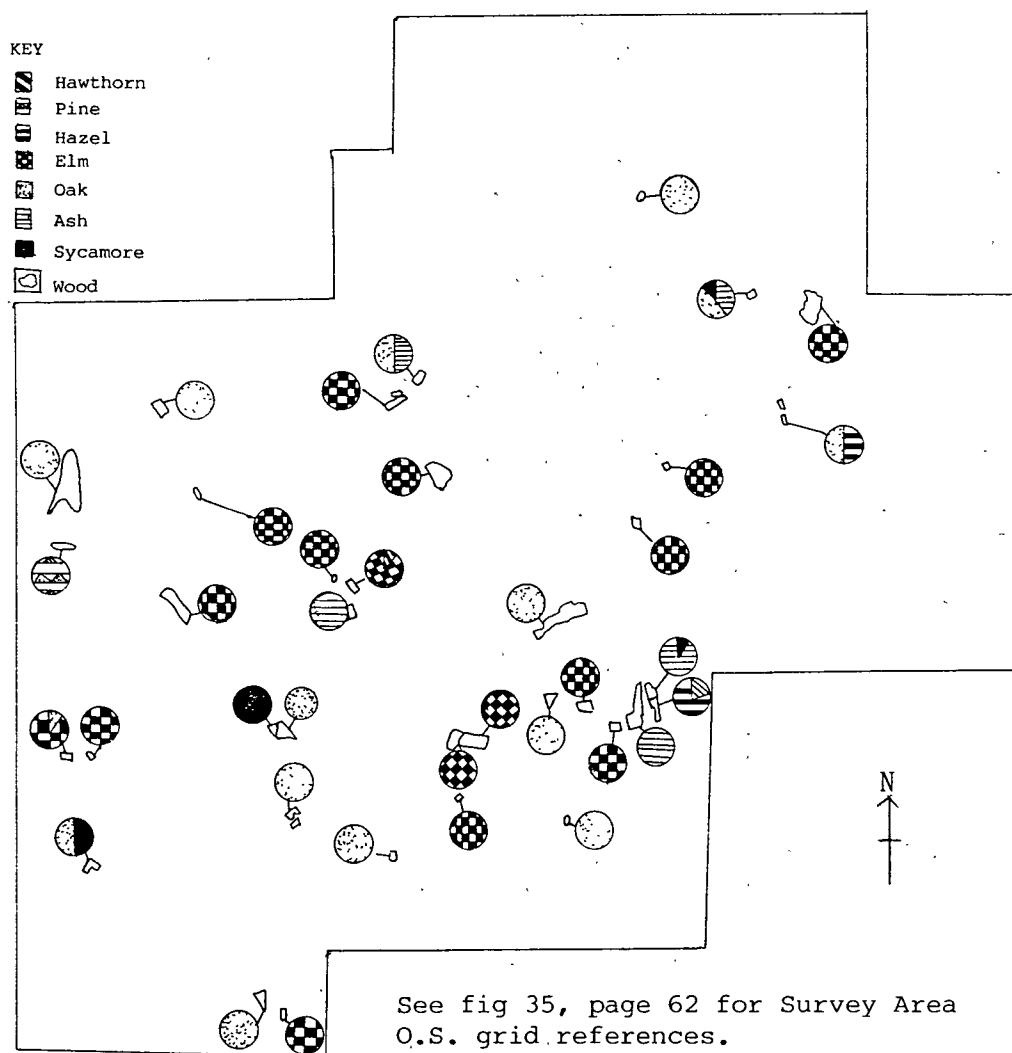 KEY
Hawthorn
Pine
Hazel
Elm
Oak
Ash
Sycamore
Wood
N
See fig 35, page 62 for Survey Area
O.S. grid references.